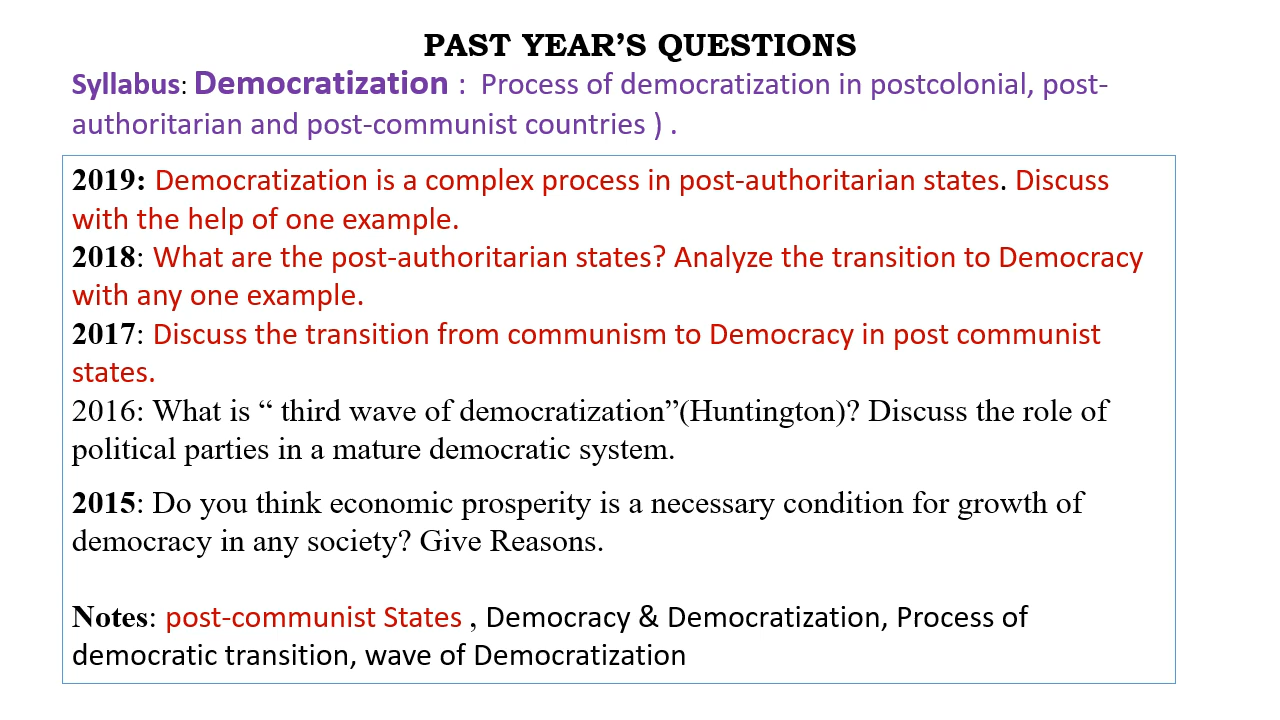 PAST YEAR’S QUESTIONS
Syllabus: Democratization : Process of democratization in postcolonial, post-
authoritarian and post-communist countries ) .
2019: Democratization is a complex process in post-authoritarian states. Discuss
with the help of one example.
2018: What are the post-authoritarian states? Analyze the transition to Democracy
with any one example.
2017: Discuss the transition from communism to Democracy in post communist
states.
2016: What is “ third wave of democratization”(Huntington)? Discuss the role of
political parties in a mature democratic system.
2015: Do you think economic prosperity is a necessary condition for growth of
democracy in any society? Give Reasons.
Notes: post-communist States , Democracy & Democratization, Process of
democratic transition, wave of Democratization